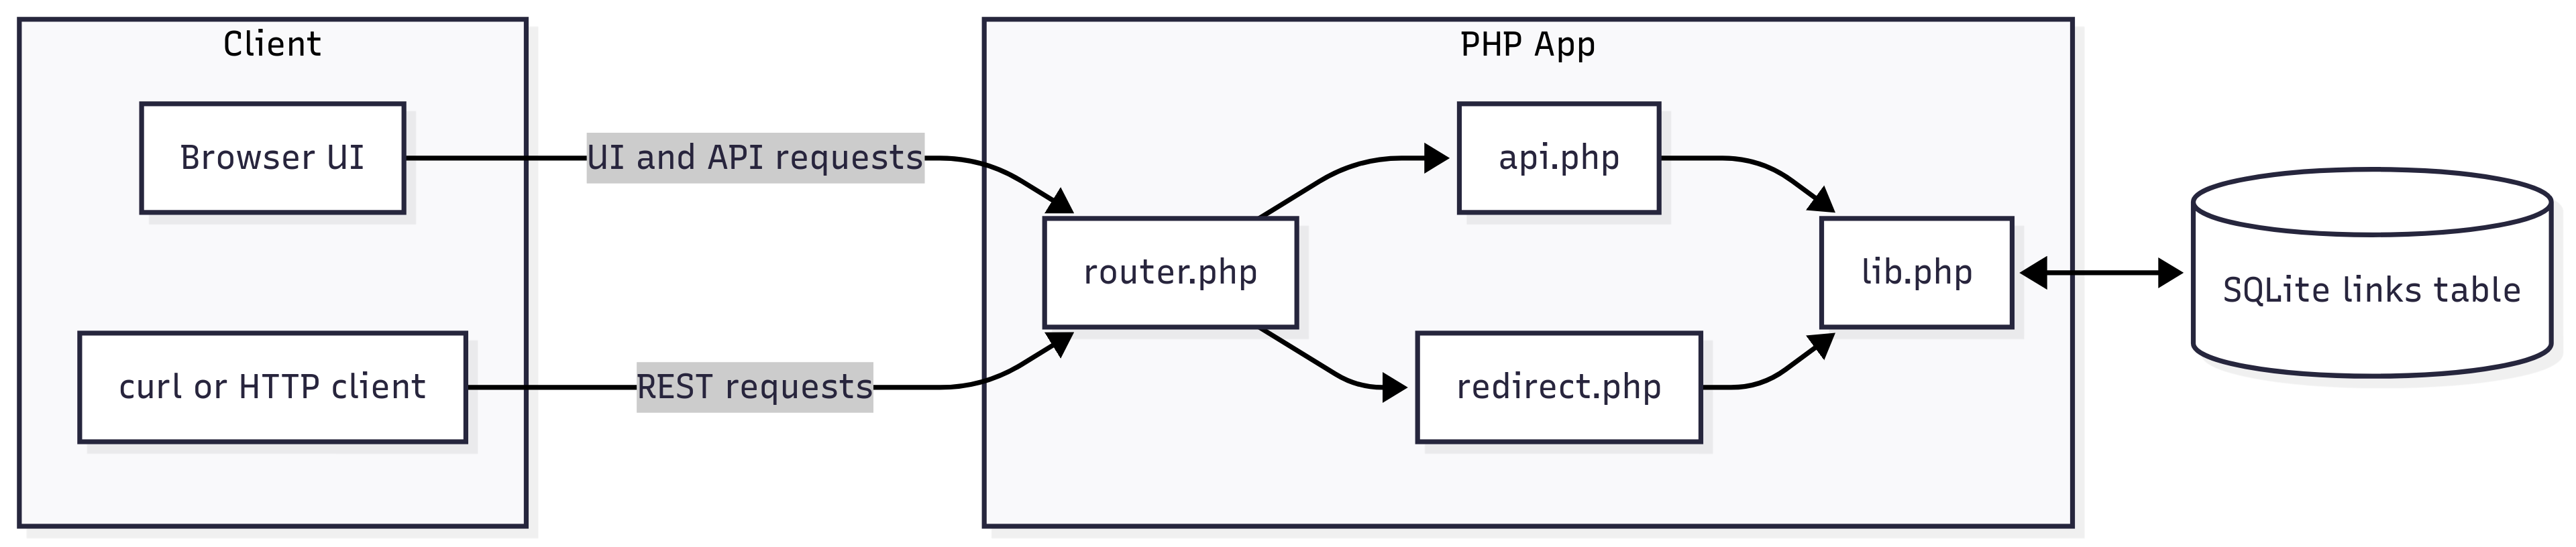 Client
Browser UI
curl or HTTP client
UI and API requests
REST requests
PHP App
router.php
api.php
redirect.php
lib.php
SQLite links table